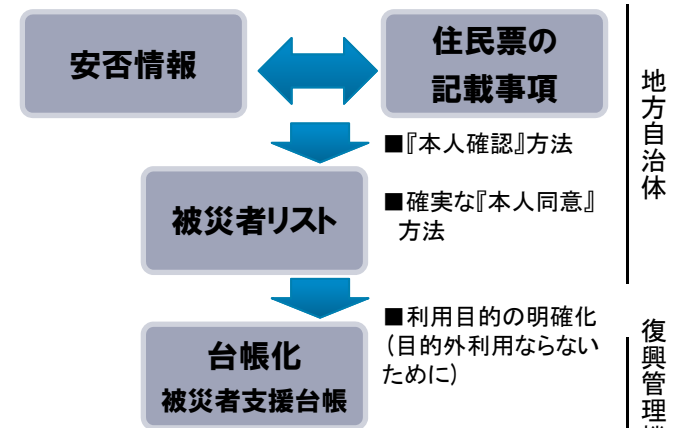 安否情報
住民票の
記載事項
■『本人確認』方法
■確実な『本人同意』
方法
被災者リスト
地方自治体
■利用目的の明確化
(目的外利用ならない
ために)
台帳化
被災者支援台帳
復興管理